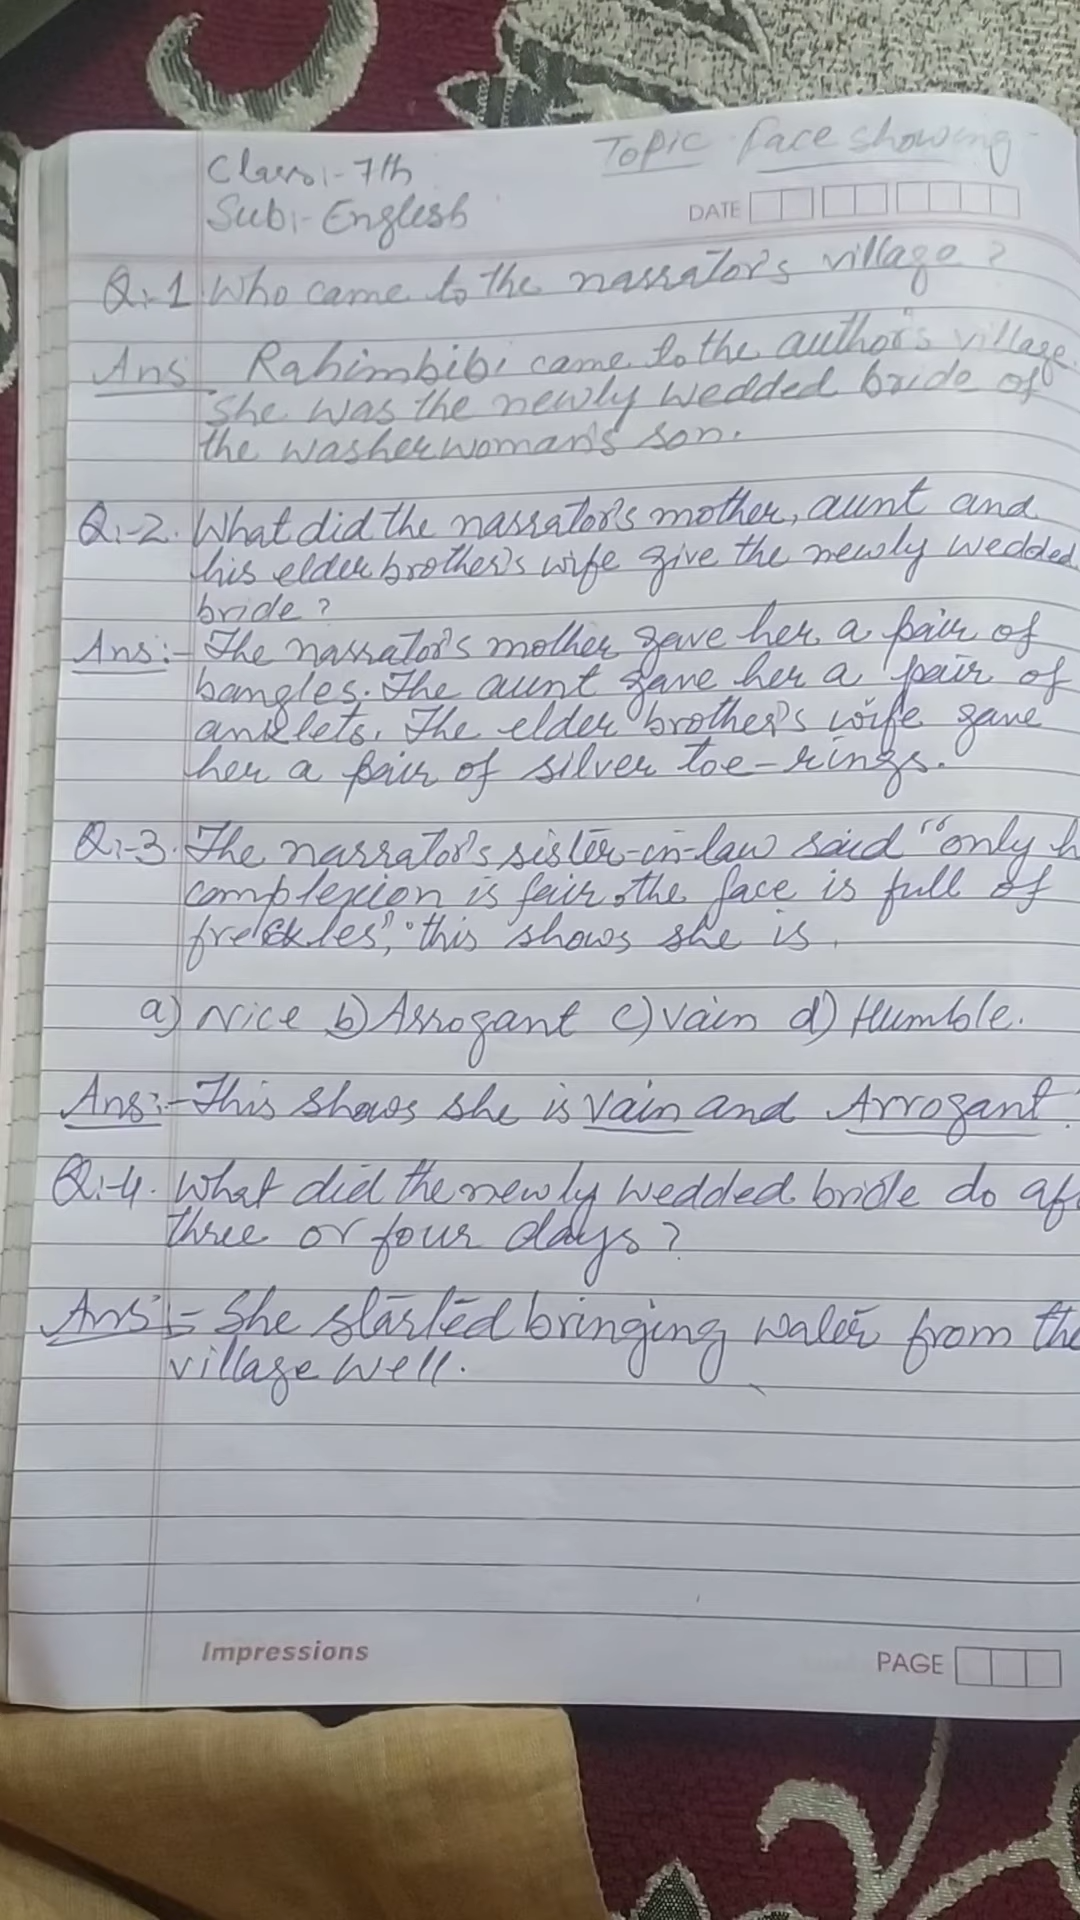 Class:-7th
Topic Face showing
Sub:-English
DATE
Q:-1 Who came to the narrator's village?
Ans Rahimbibi came to the author's village.
She was the newly wedded bride of
the washerwoman's son.
Q:-2. What did the narrator's mother, aunt and
his elder brother's wife give the newly wedded
bride?
Ans:- The narrator's mother gave her a pair of
bangles. The aunt gave her a pair of
anklets. The elder brother's wife gave
her a pair of silver toe-rings.
Q:-3. The narrator's sister-in-law said "only h
complexion is fair, the face is full of
freckles", this shows she is.
a) Nice b) Arrogant c) Vain d) Humble.
Ans:- This shows she is Vain and Arrogant.
Q:-4. What did the newly wedded bride do af
three or four days?
Ans:- She started bringing water from the
village well.
Impressions
PAGE